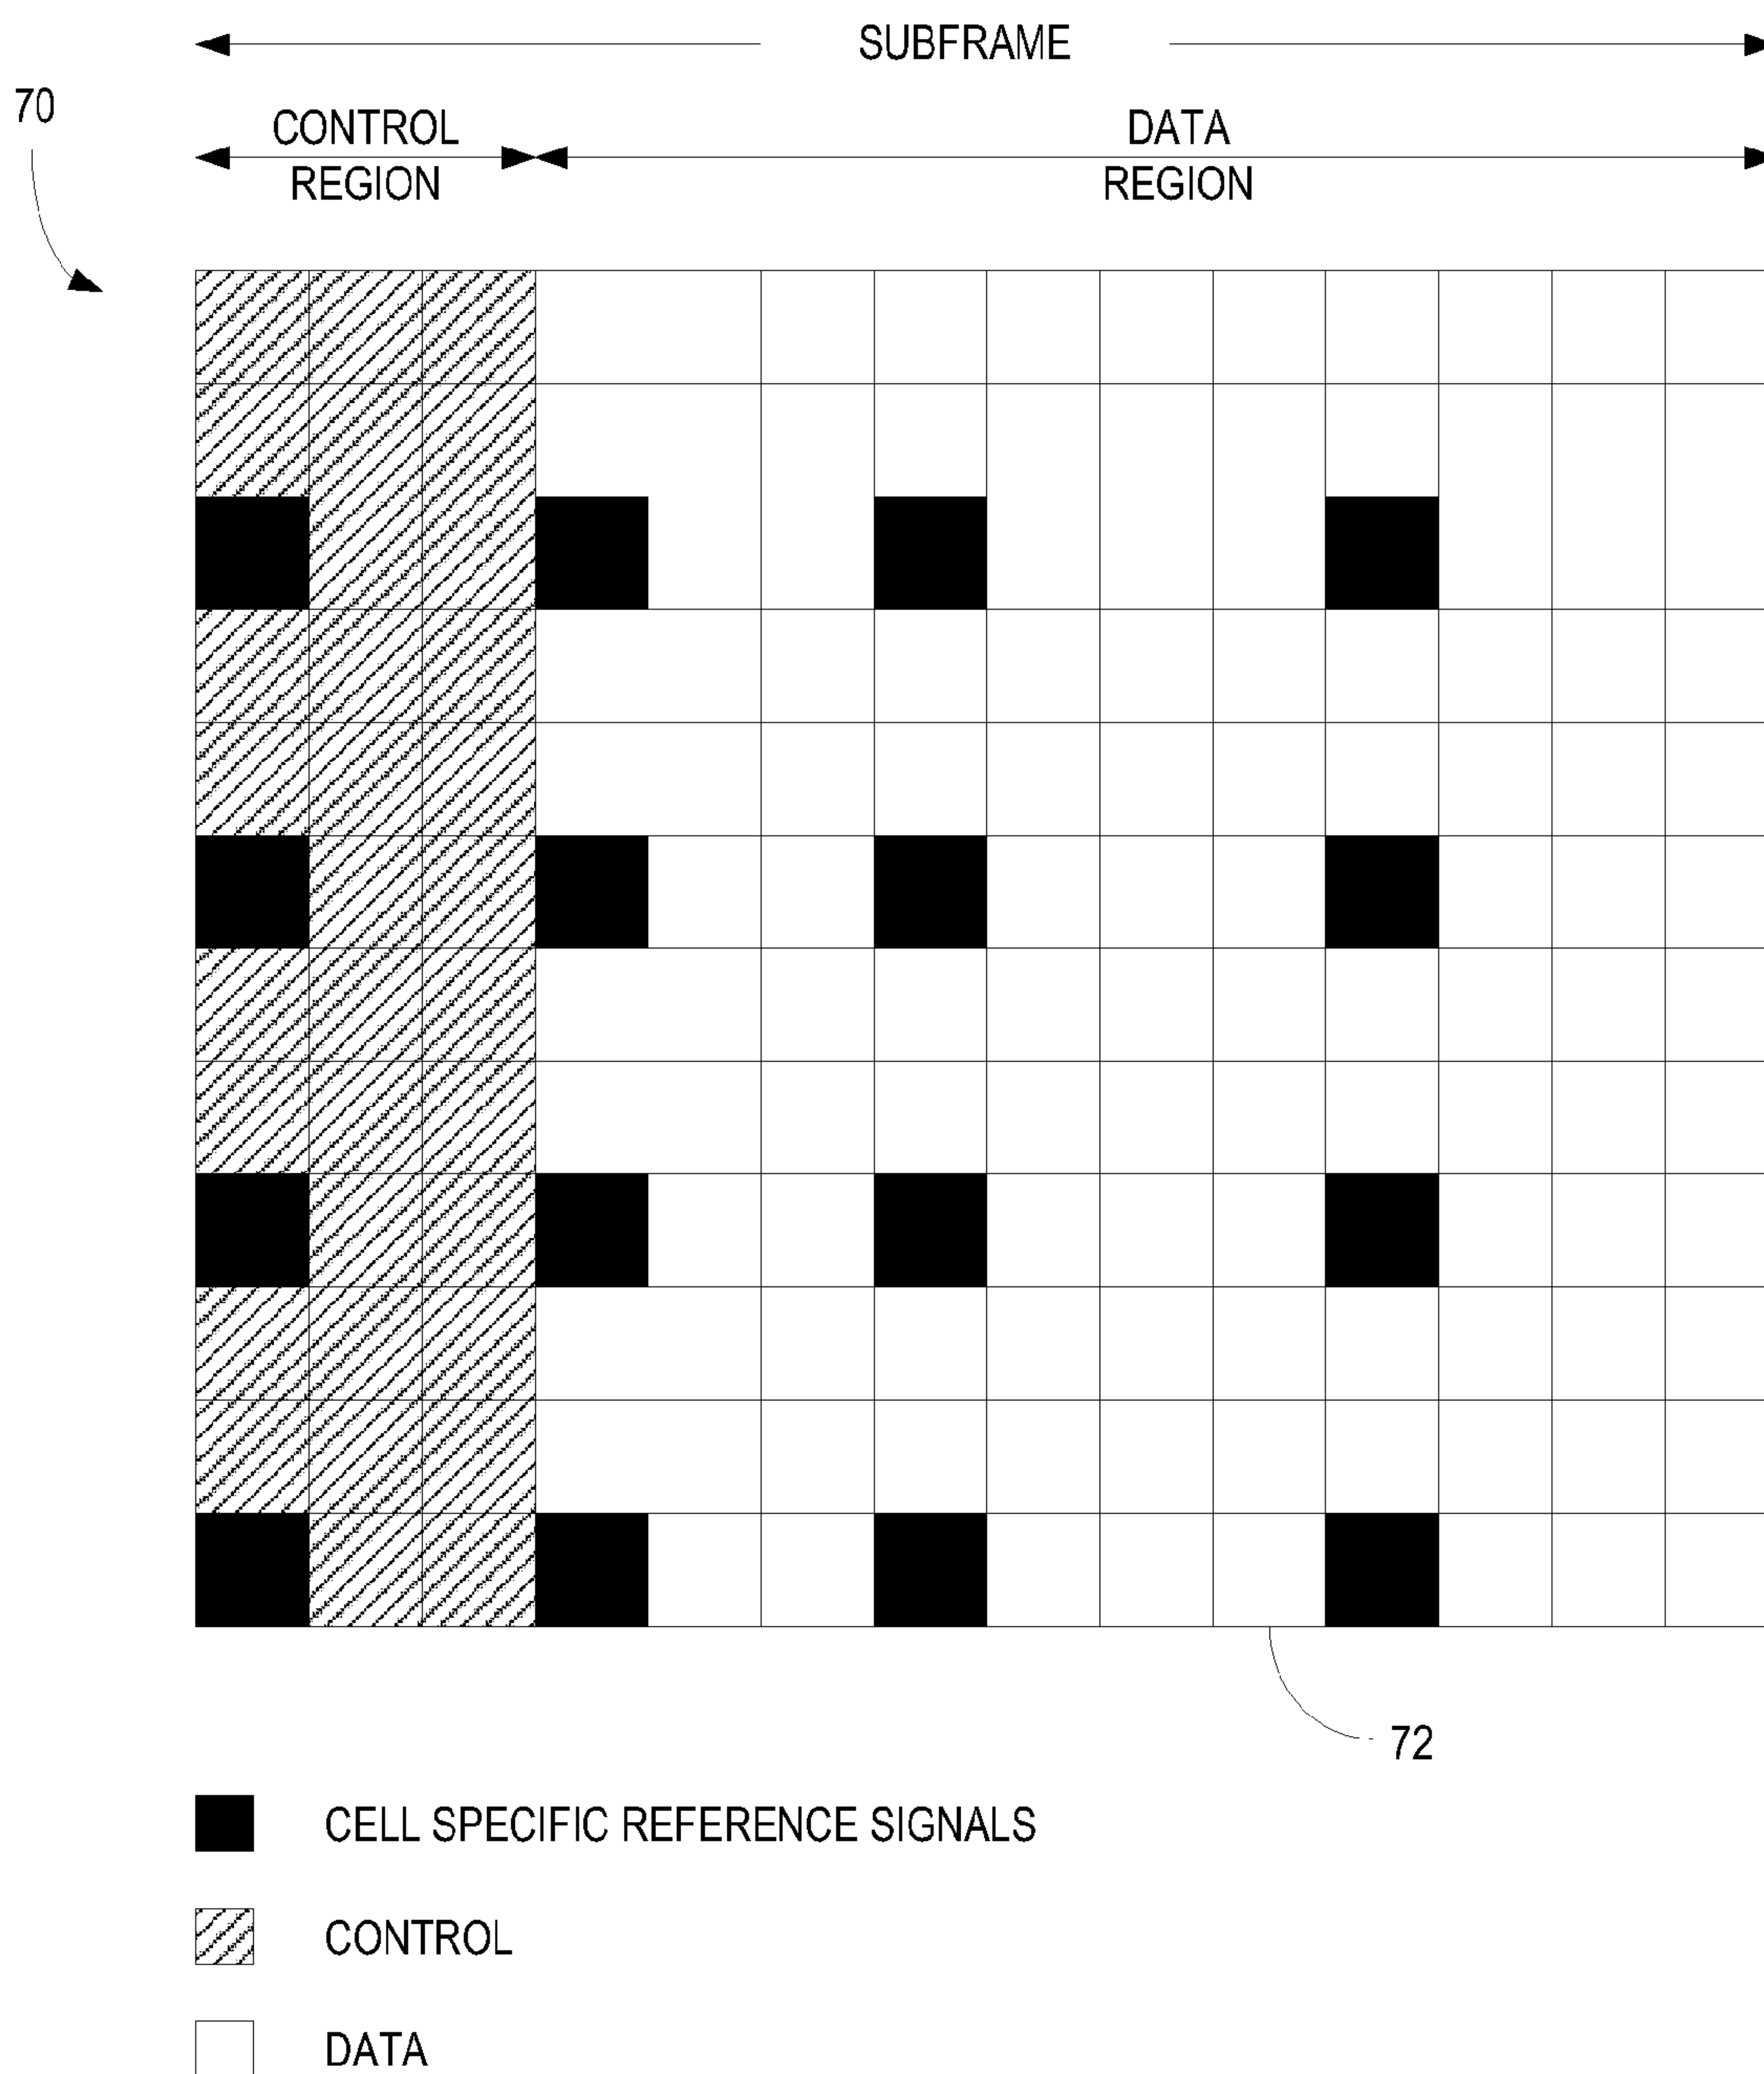 SUBFRAME
70
CONTROL
REGION
DATA
REGION
72
CELL SPECIFIC REFERENCE SIGNALS
CONTROL
DATA